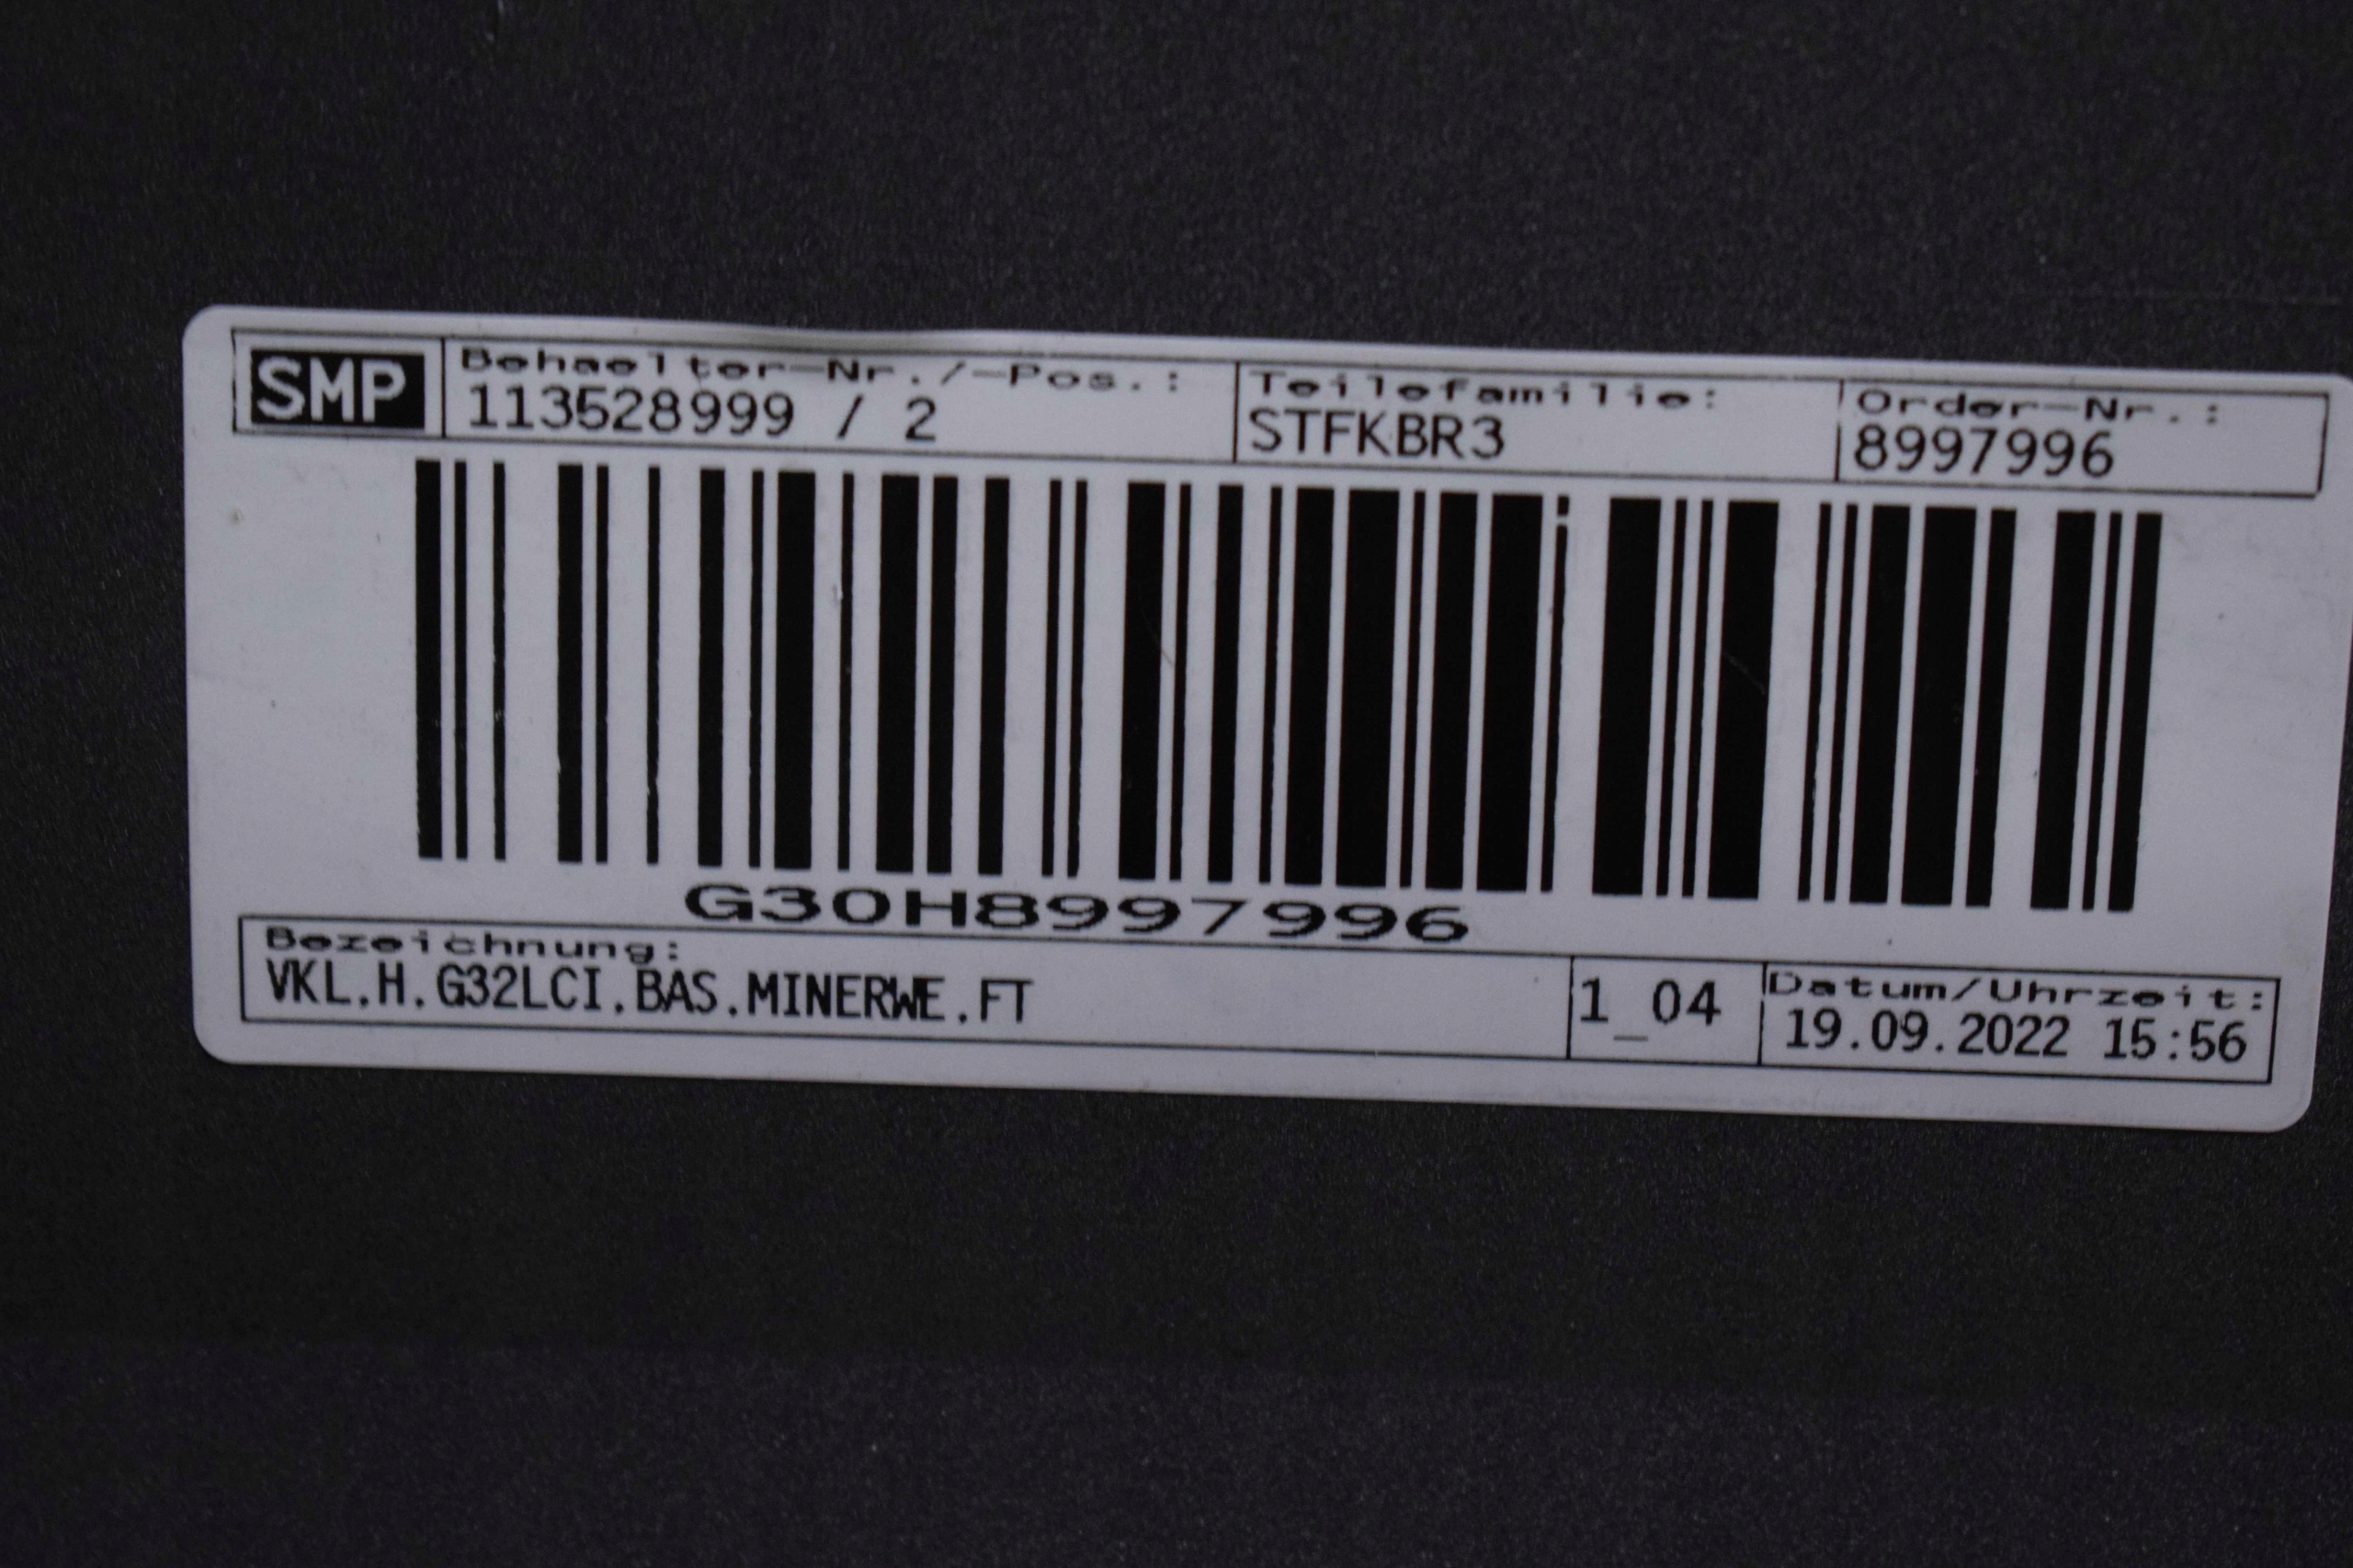 SMP
Behaelter-Nr./-Pos.:
113528999 / 2
Teilefamilie:
STFKBR3
Order-Nr.:
8997996
G30H8997996
Bezeichnung:
VKL.H.G32LCI.BAS.MINERWE.FT
1_04
Datum/Uhrzeit:
19.09.2022 15:56